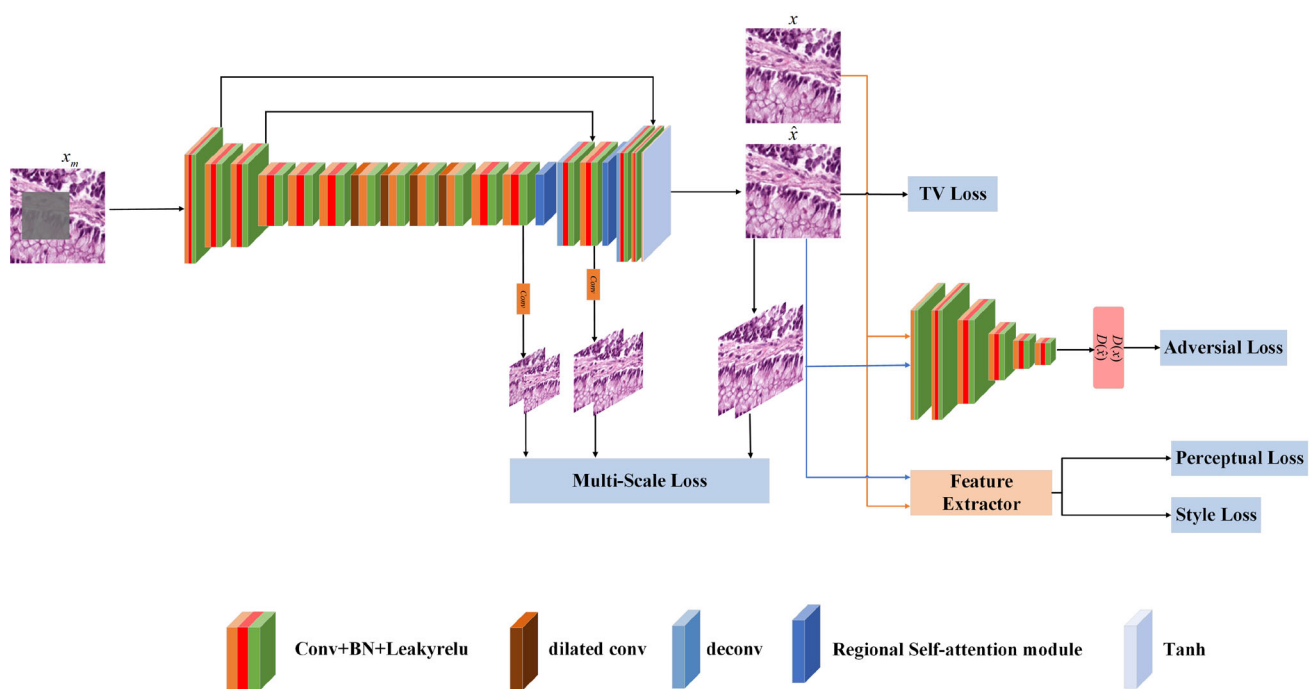 x
x̂
x_m
TV Loss
Conv
Conv
D(x)
D(x̂)
Adversial Loss
Multi-Scale Loss
Feature
Extractor
Perceptual Loss
Style Loss
Conv+BN+Leakyrelu
dilated conv
deconv
Regional Self-attention module
Tanh